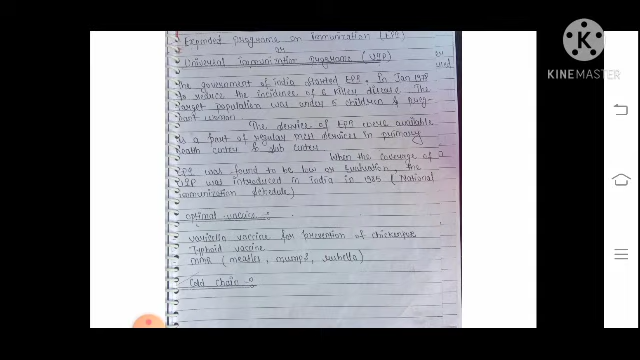 Expanded programme on immunization (EPI)
or
Universal immunization programme (UIP)
The government of india started EPI, in Jan 1978
to reduce the incidence of 6 killer disease. The
target population was under 5 children &
women
The service of EPI were available
as a part of regular services in primary
health centre & sub centre
When the coverage of
EPI was found to be low on evaluation, the
UIP was introduced in India in 1985 (National
immunization schedule)
optimal vaccine :-
varicella vaccine for prevention of chickenpox
Typhoid vaccine
MMR (measles, mumps, rubella)
Cold chain :-
KINEMASTER